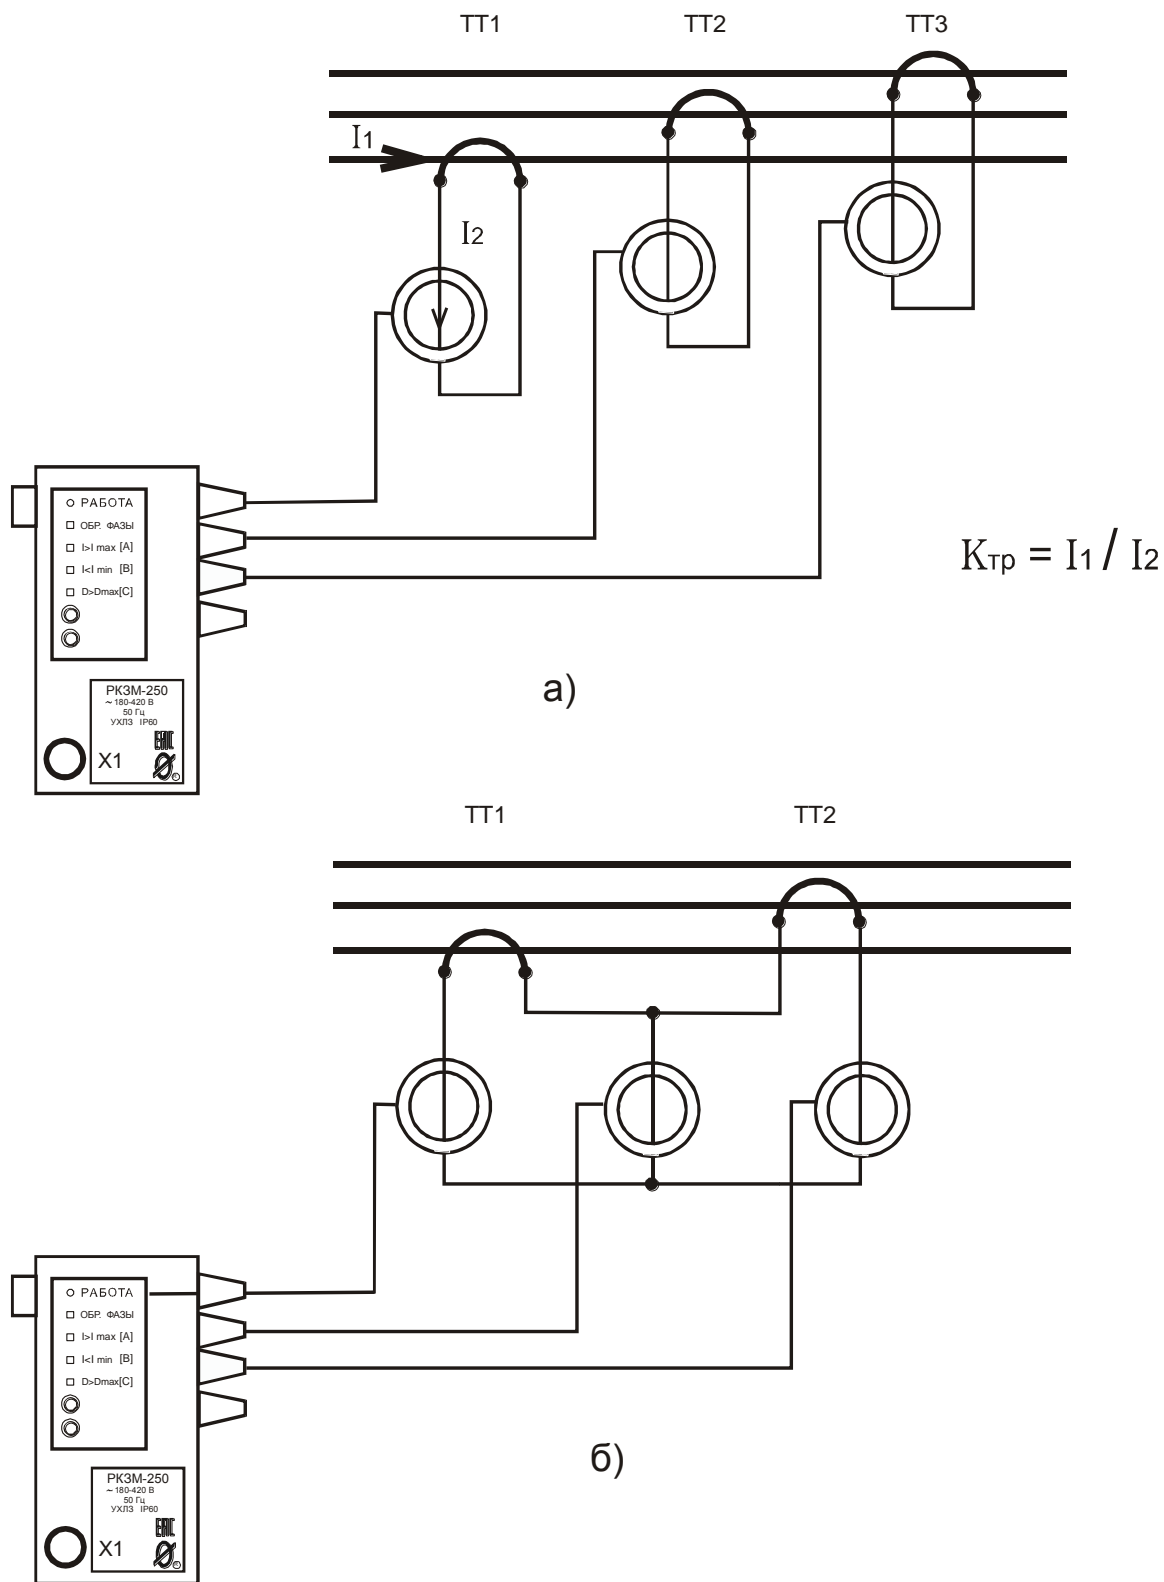 ТТ1 ТТ2 ТТ3
I1
I2
РАБОТА
ОБР. ФАЗЫ
I>I max [A]
I<I min [B]
D>Dmax[C]
Kтр = I1 / I2
а)
РКЗМ-250
~ 180-420 В
50 Гц
УХЛ3 IP60
EAC
X1
ТТ1 ТТ2
РАБОТА
ОБР. ФАЗЫ
I>I max [A]
I<I min [B]
D>Dmax[C]
б)
РКЗМ-250
~ 180-420 В
50 Гц
УХЛ3 IP60
EAC
X1